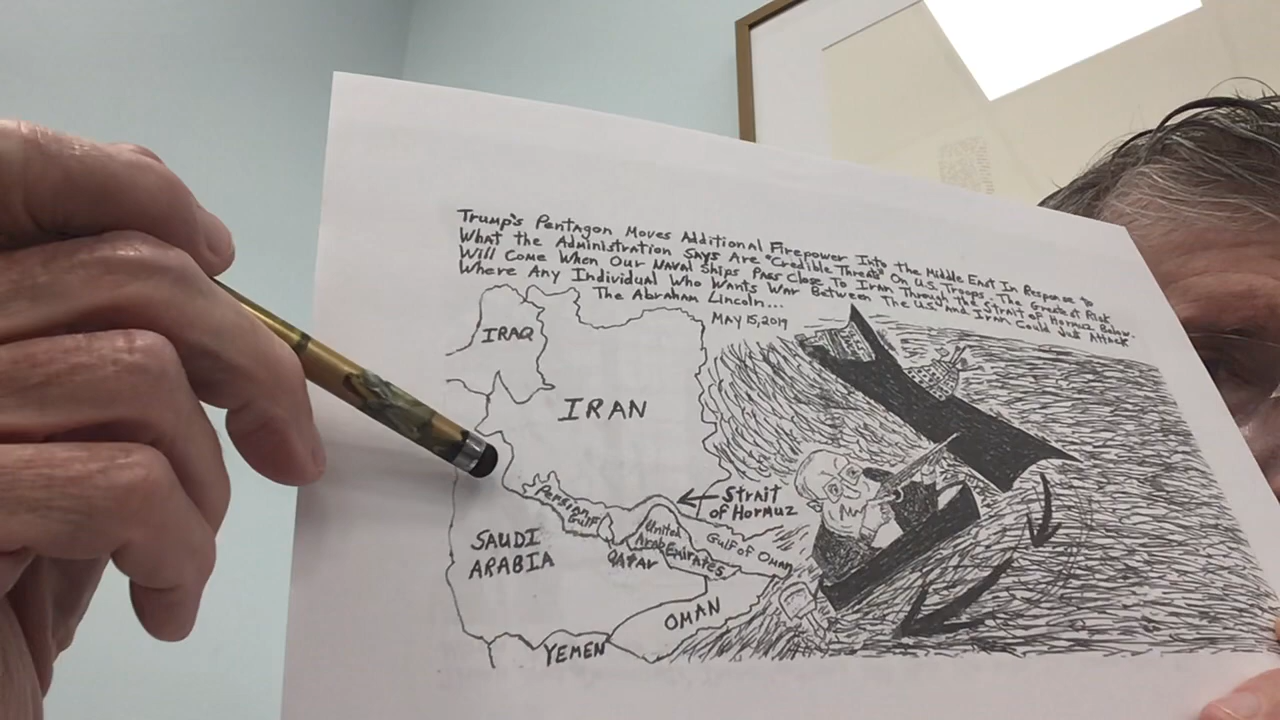 Trump's Pentagon Moves Additional Firepower Into the Middle East In Response to
What the Administration Says Are "Credible Threats" On U.S. Troops. The Greatest Risk
Will Come When Our Naval Ships Pass Close To Iran Through the Strait of Hormuz Below.
Where Any Individual Who Wants War Between The U.S. And Iran Could Just Attack
The Abraham Lincoln...
MAY 15, 2019
IRAQ
IRAN
Strait
of Hormuz
Persian
Gulf
United
Arab Emirates
Gulf of Oman
SAUDI
ARABIA
QATAR
OMAN
YEMEN